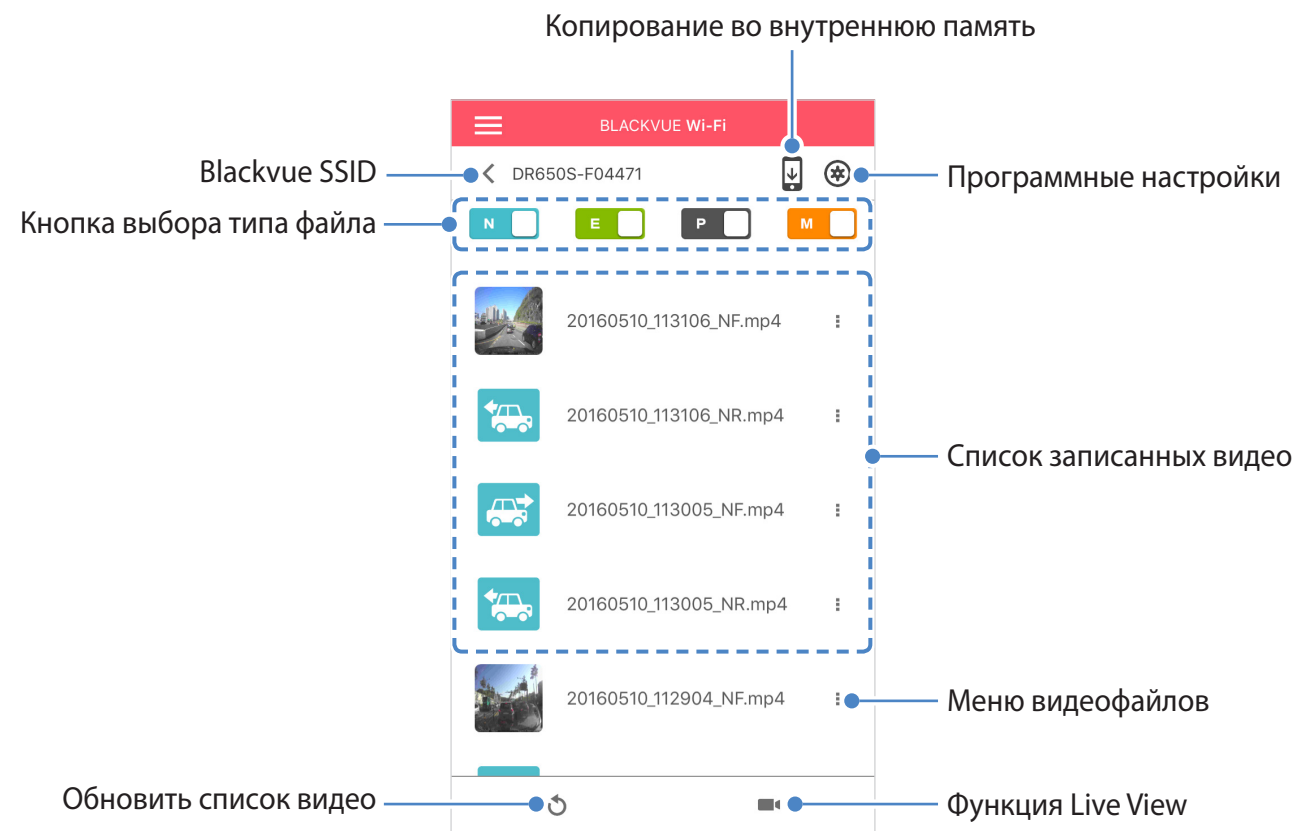 Копирование во внутреннюю память
BLACKVUE Wi-Fi
Blackvue SSID
DR650S-F04471
Программные настройки
Кнопка выбора типа файла
N E P M
20160510_113106_NF.mp4
20160510_113106_NR.mp4
Список записанных видео
20160510_113005_NF.mp4
20160510_113005_NR.mp4
20160510_112904_NF.mp4
Меню видеофайлов
Обновить список видео
Функция Live View